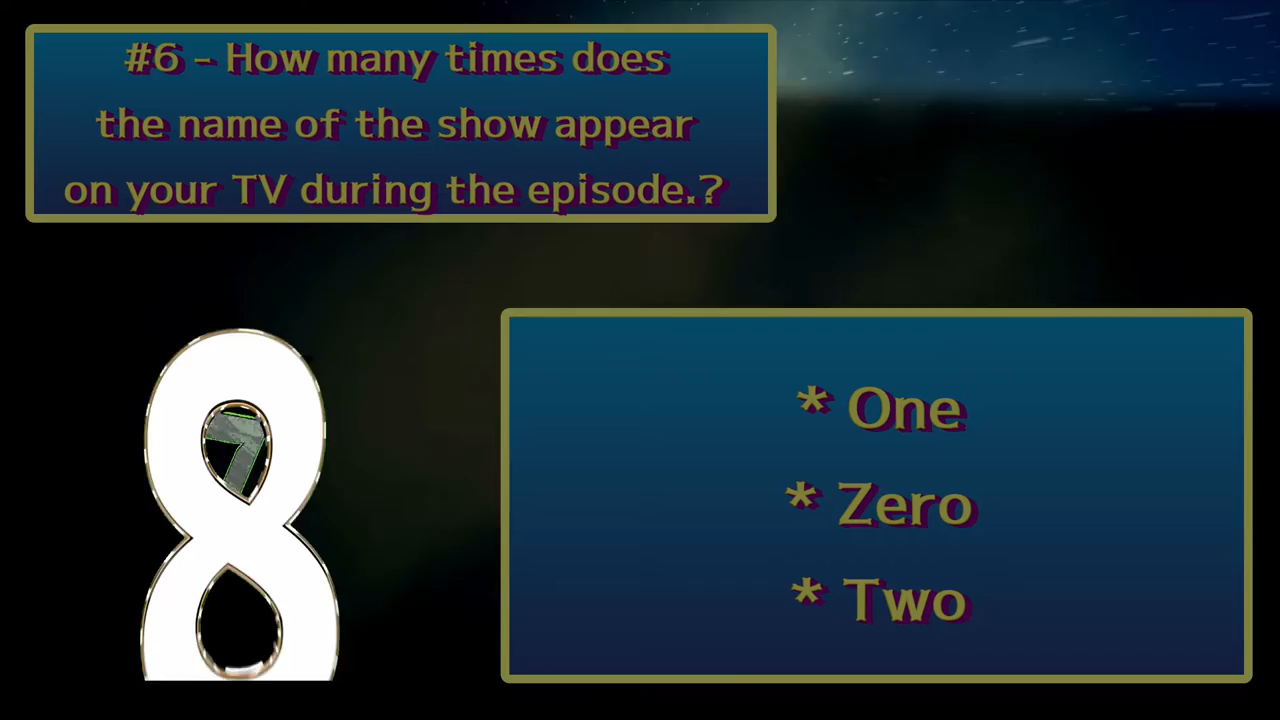 #6 - How many times does
the name of the show appear
on your TV during the episode.?
8
7
* One
* Zero
* Two